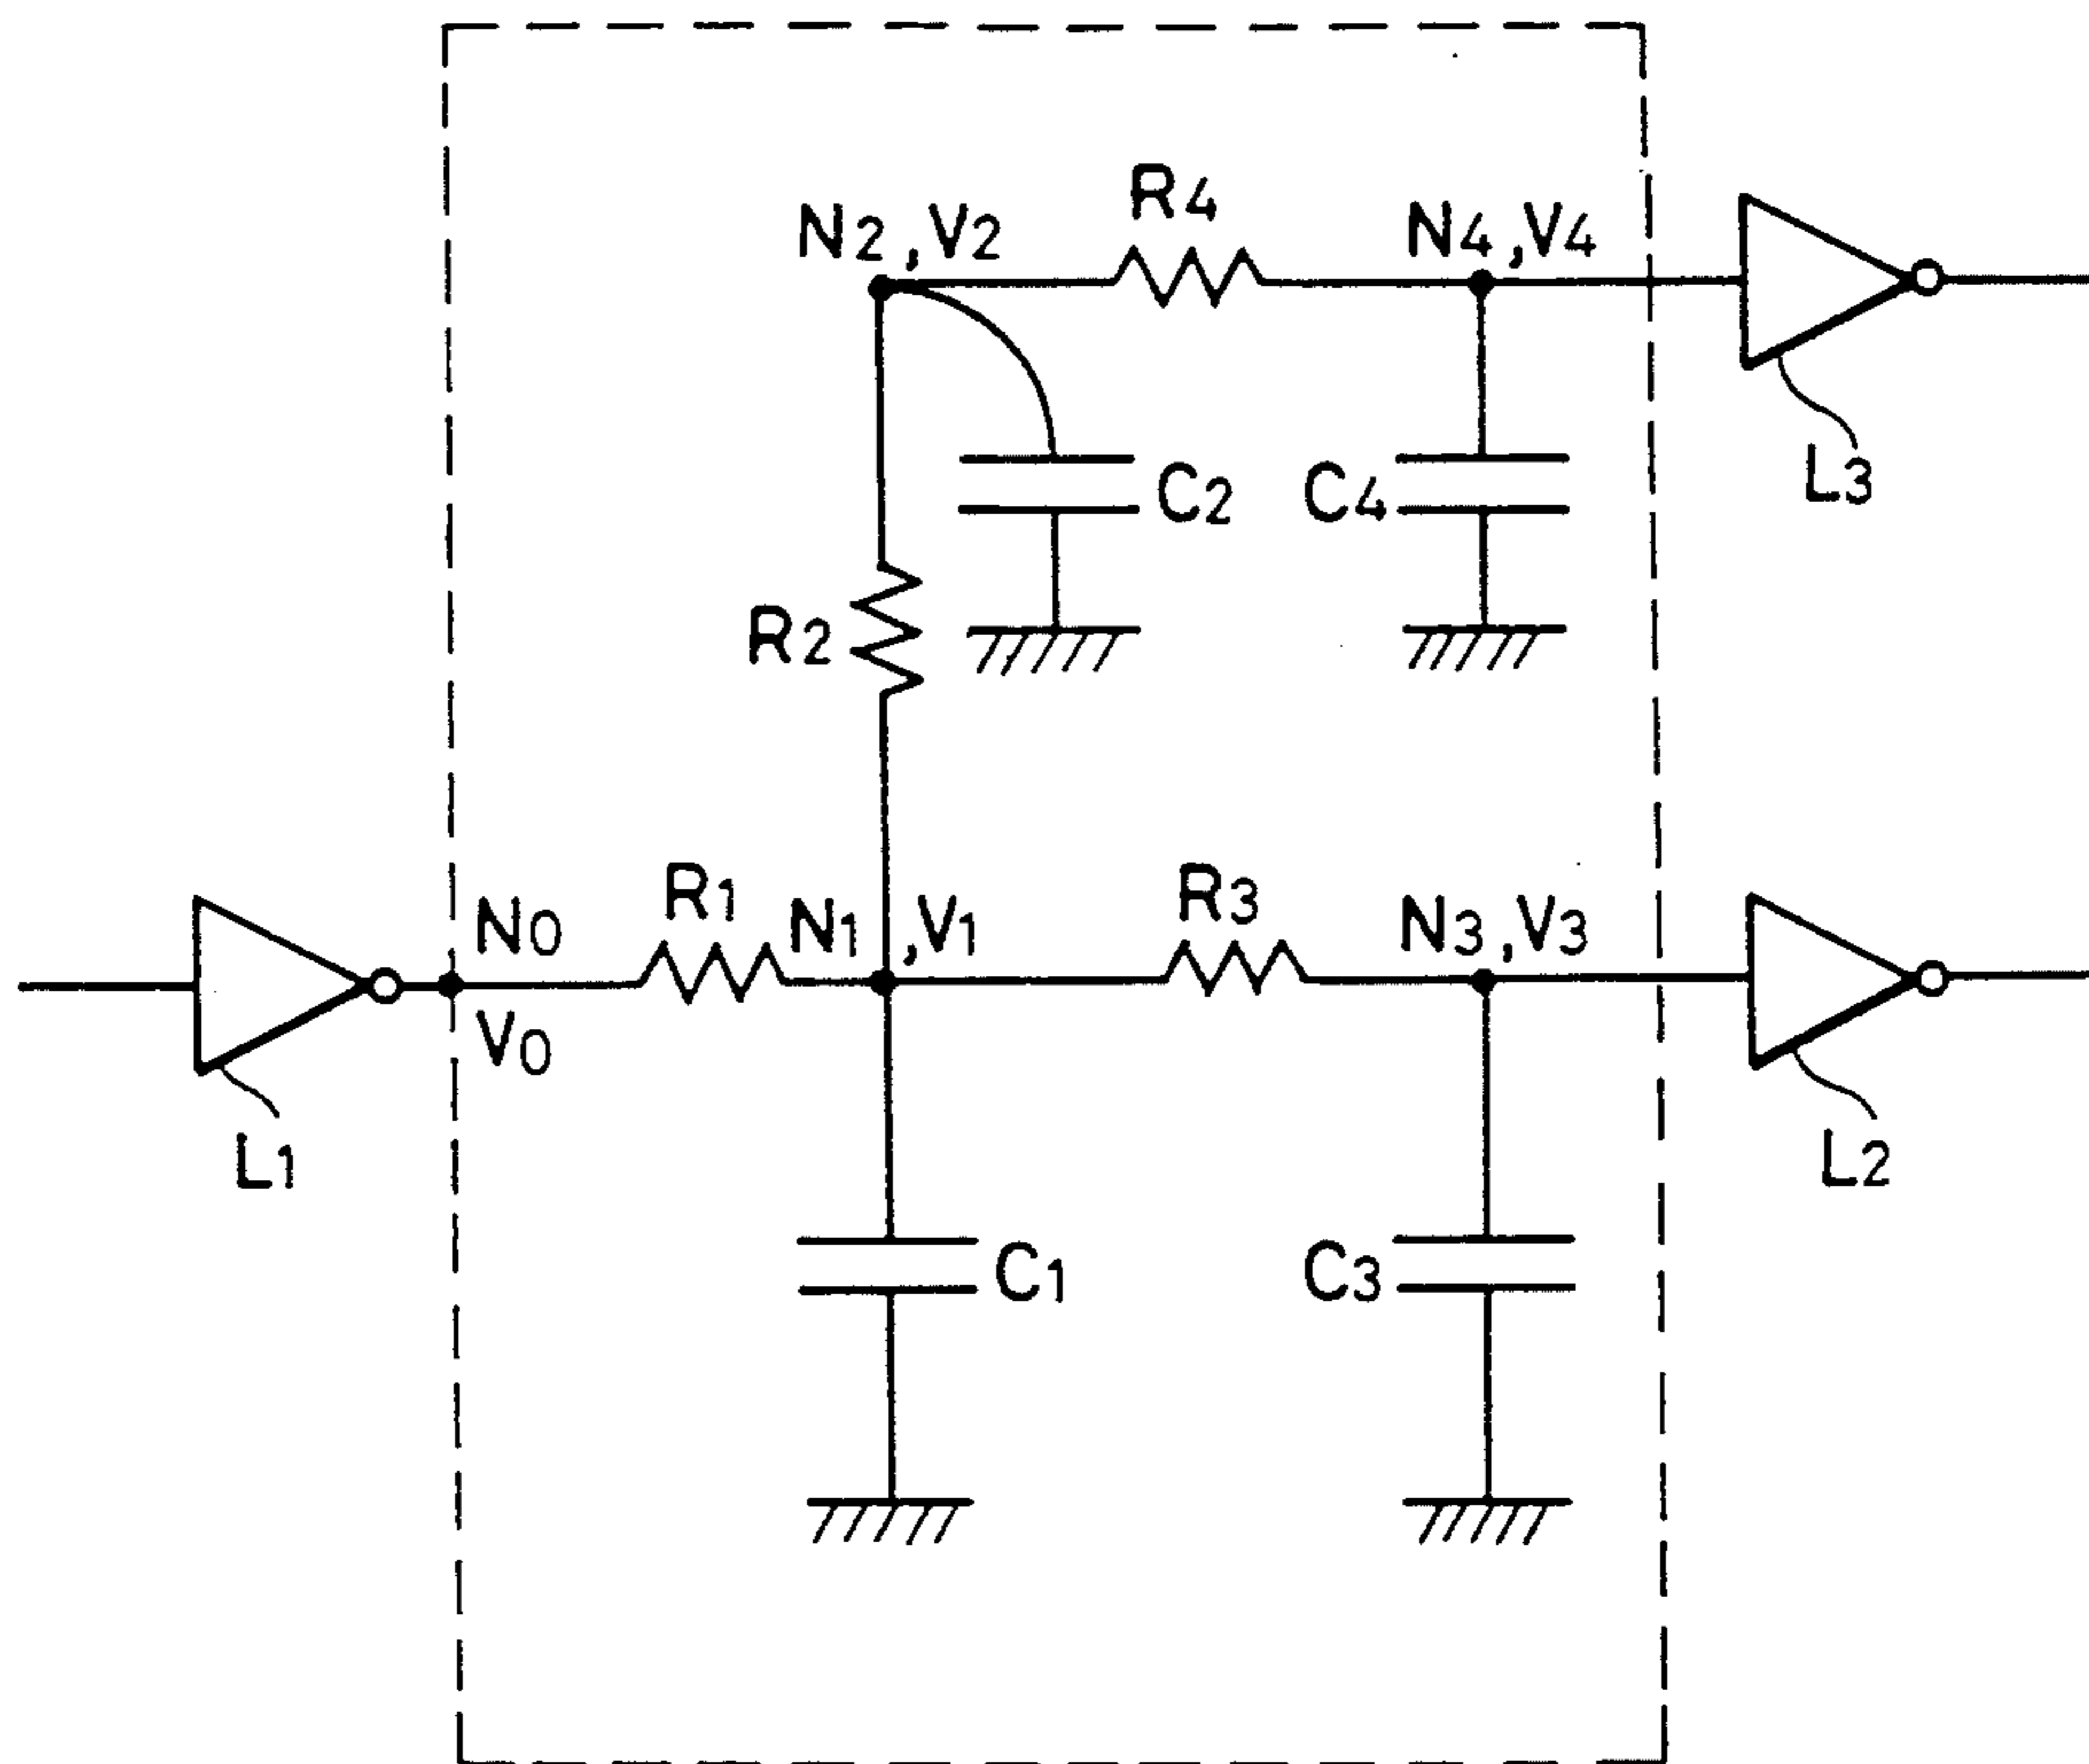 R4
N2,V2
N4,V4
C2
C4
L3
R2
R1
R3
N0
N1,V1
N3,V3
V0
L1
L2
C1
C3